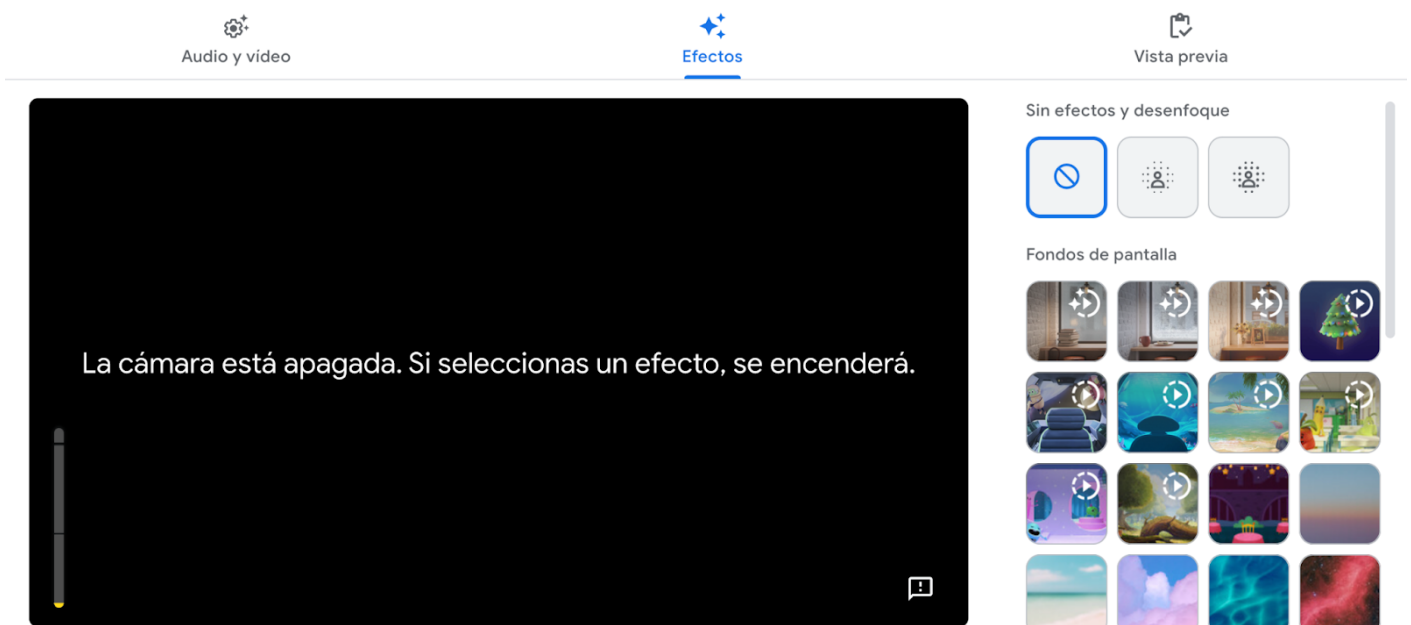 Audio y vídeo
Efectos
Vista previa
Sin efectos y desenfoque
Fondos de pantalla
La cámara está apagada. Si seleccionas un efecto, se encenderá.